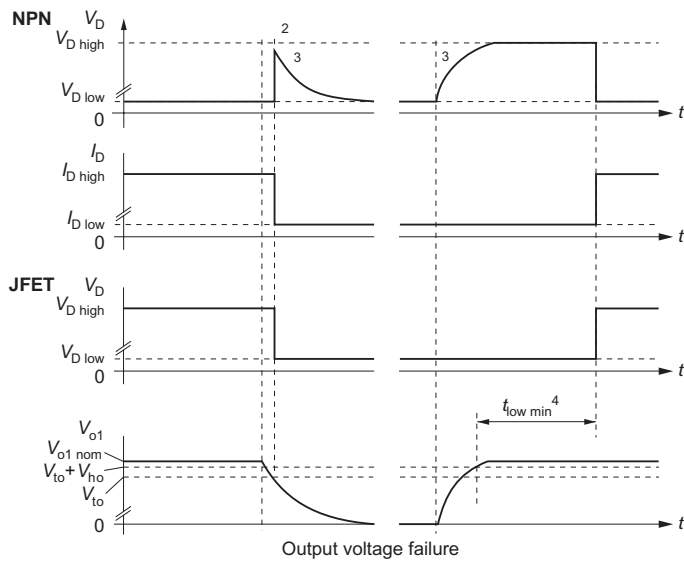 NPN
V_D
V_D high
V_D low
0
2
3
3
t
I_D
I_D high
I_D low
0
t
JFET
V_D
V_D high
V_D low
0
t
t_low min^4
V_o1
V_o1 nom
V_to + V_ho
V_to
0
t
Output voltage failure